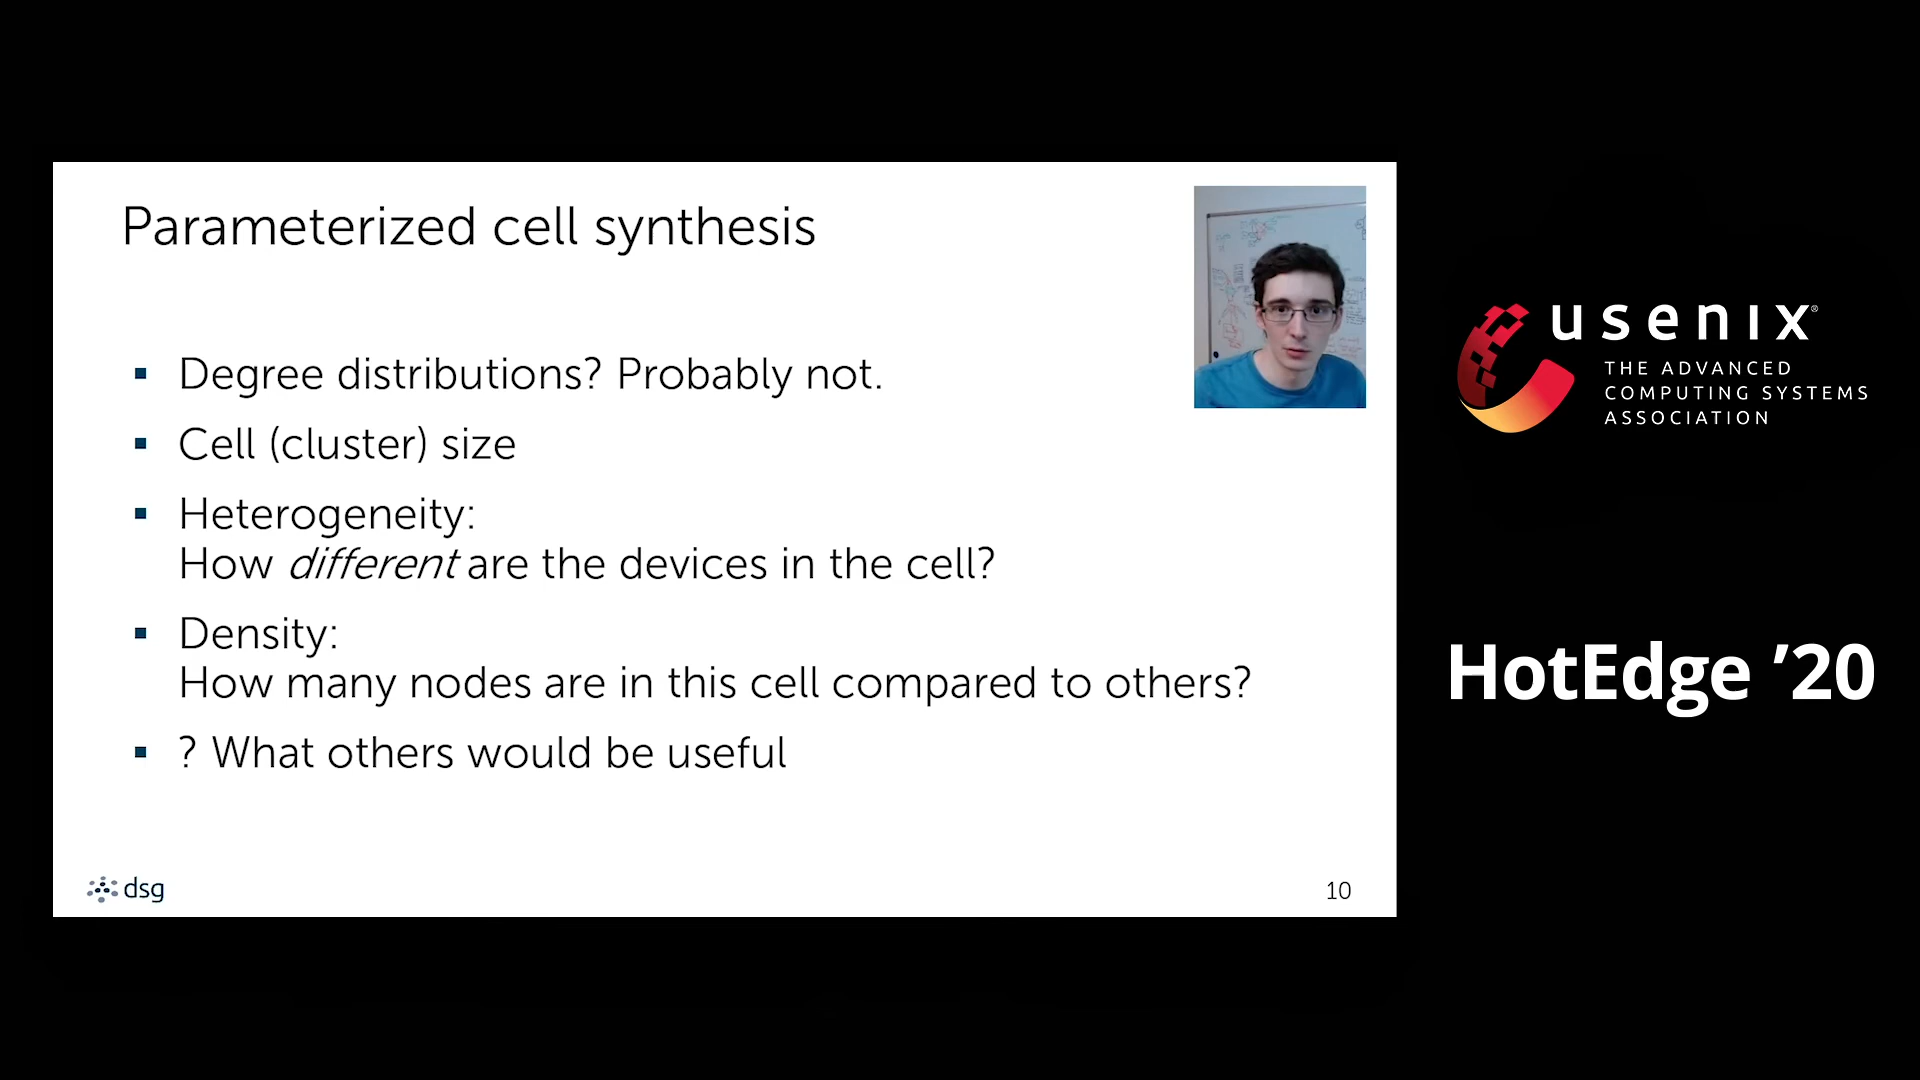 Parameterized cell synthesis
▪ Degree distributions? Probably not.
▪ Cell (cluster) size
▪ Heterogeneity:
How different are the devices in the cell?
▪ Density:
How many nodes are in this cell compared to others?
▪ ? What others would be useful
dsg
10
usenix®
THE ADVANCED
COMPUTING SYSTEMS
ASSOCIATION
HotEdge ’20